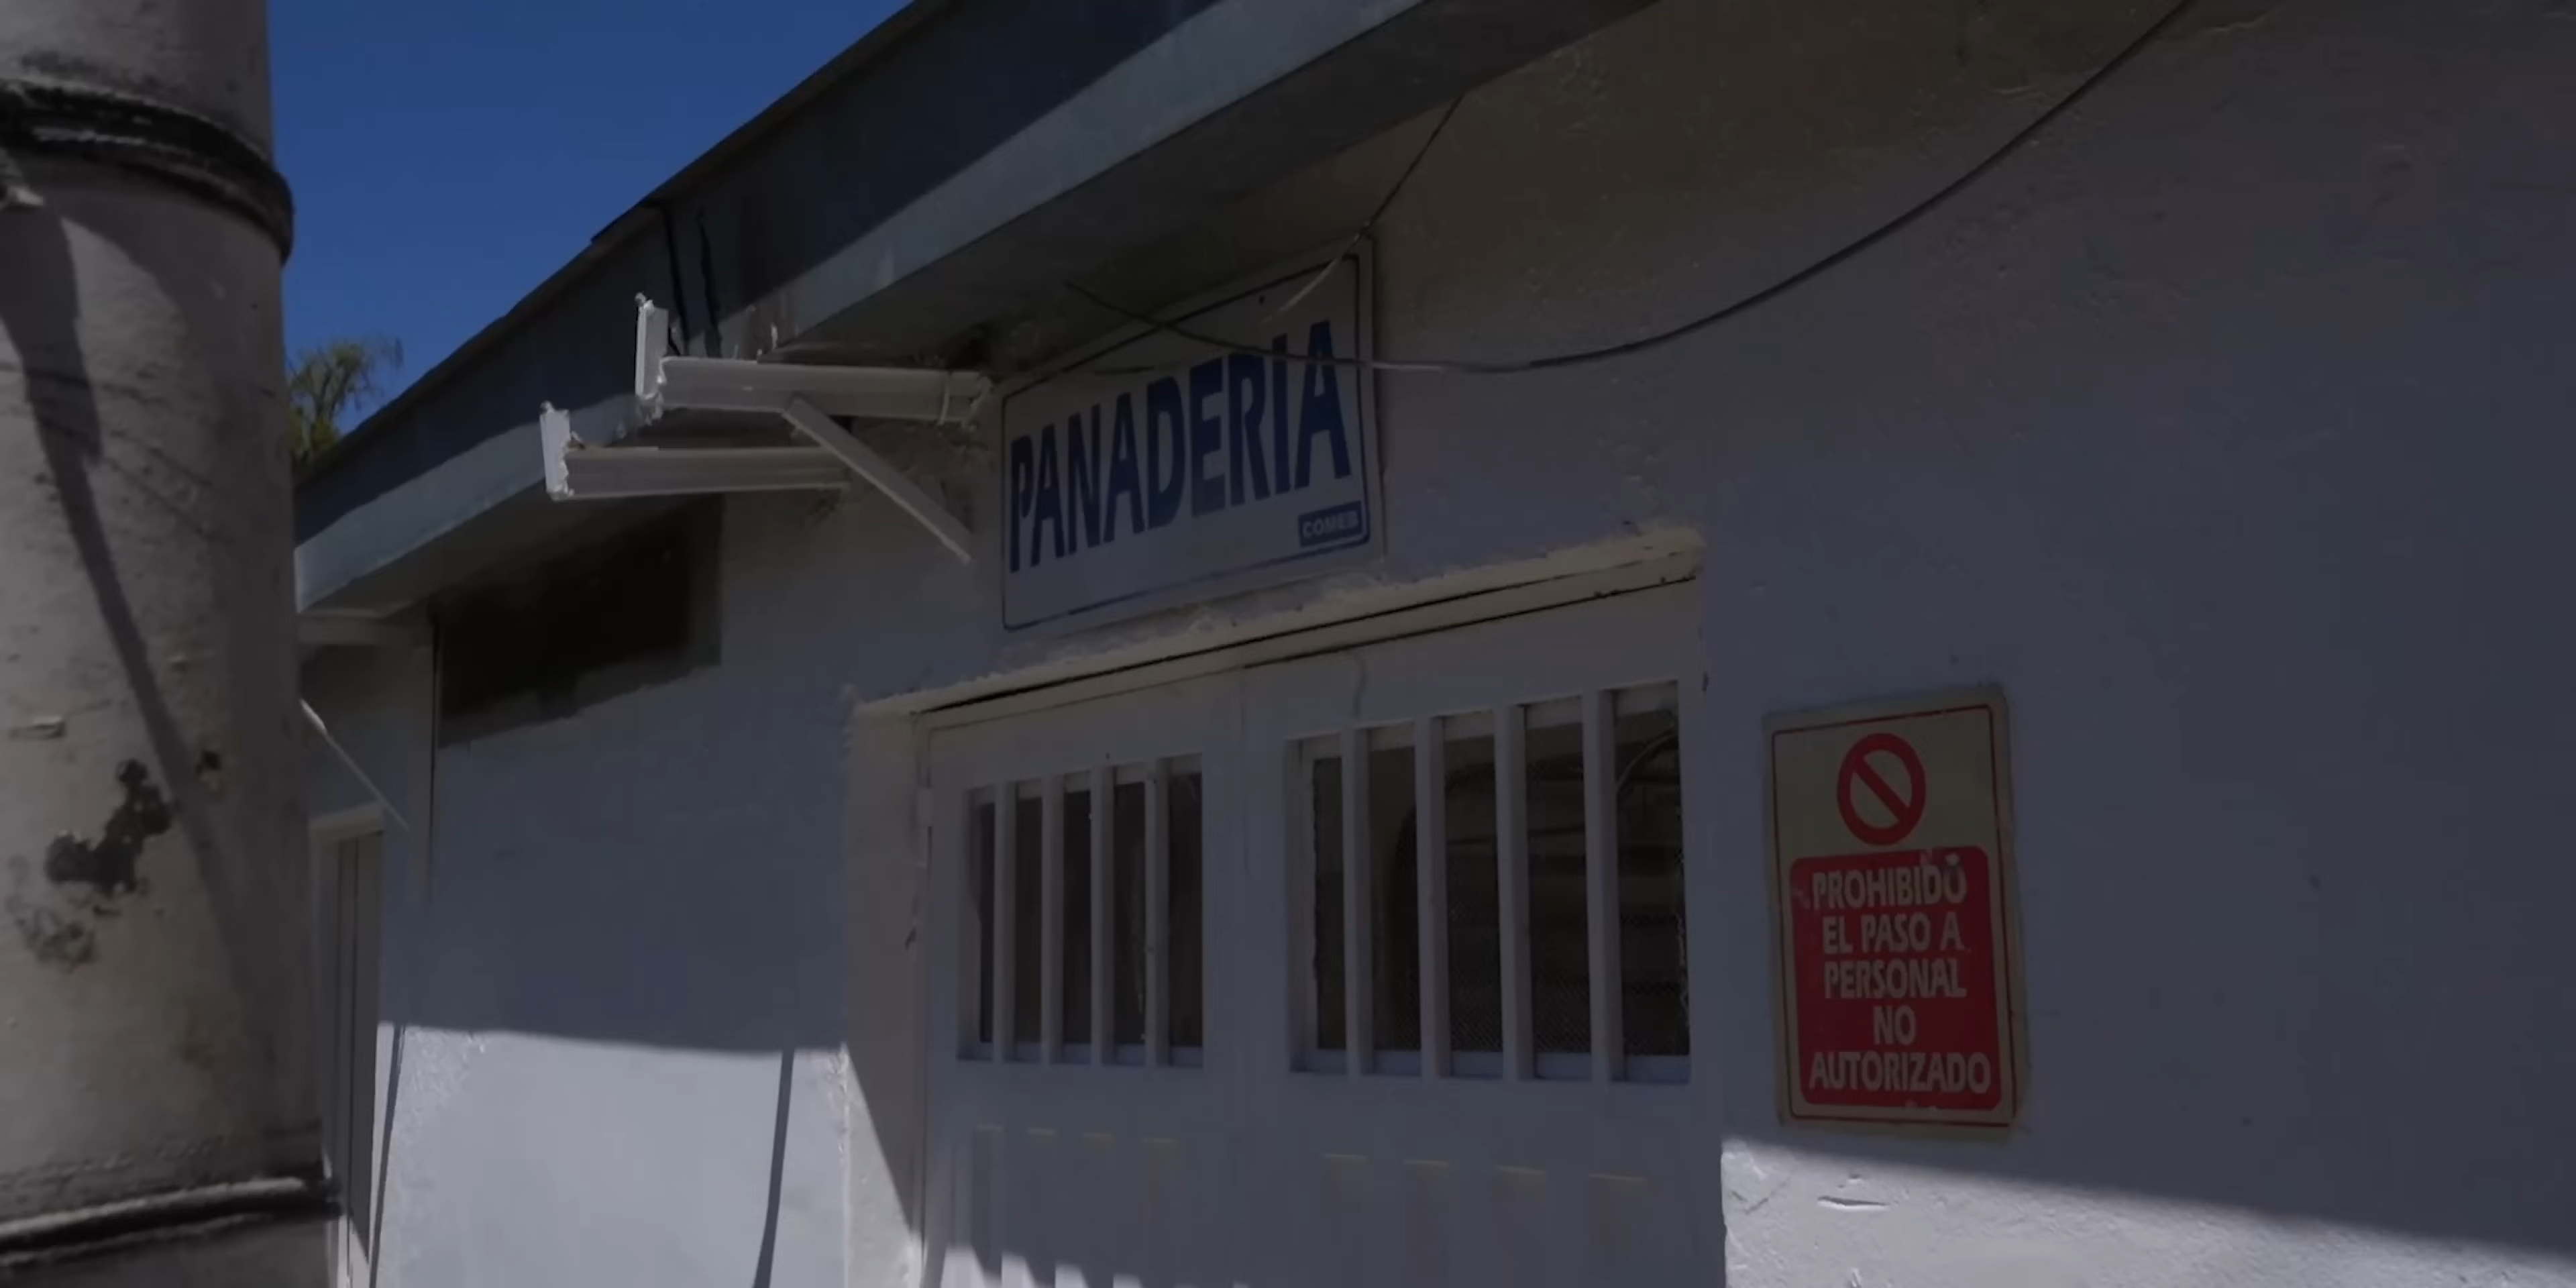 PANADERIA
COMEB
PROHIBIDO
EL PASO A
PERSONAL
NO
AUTORIZADO